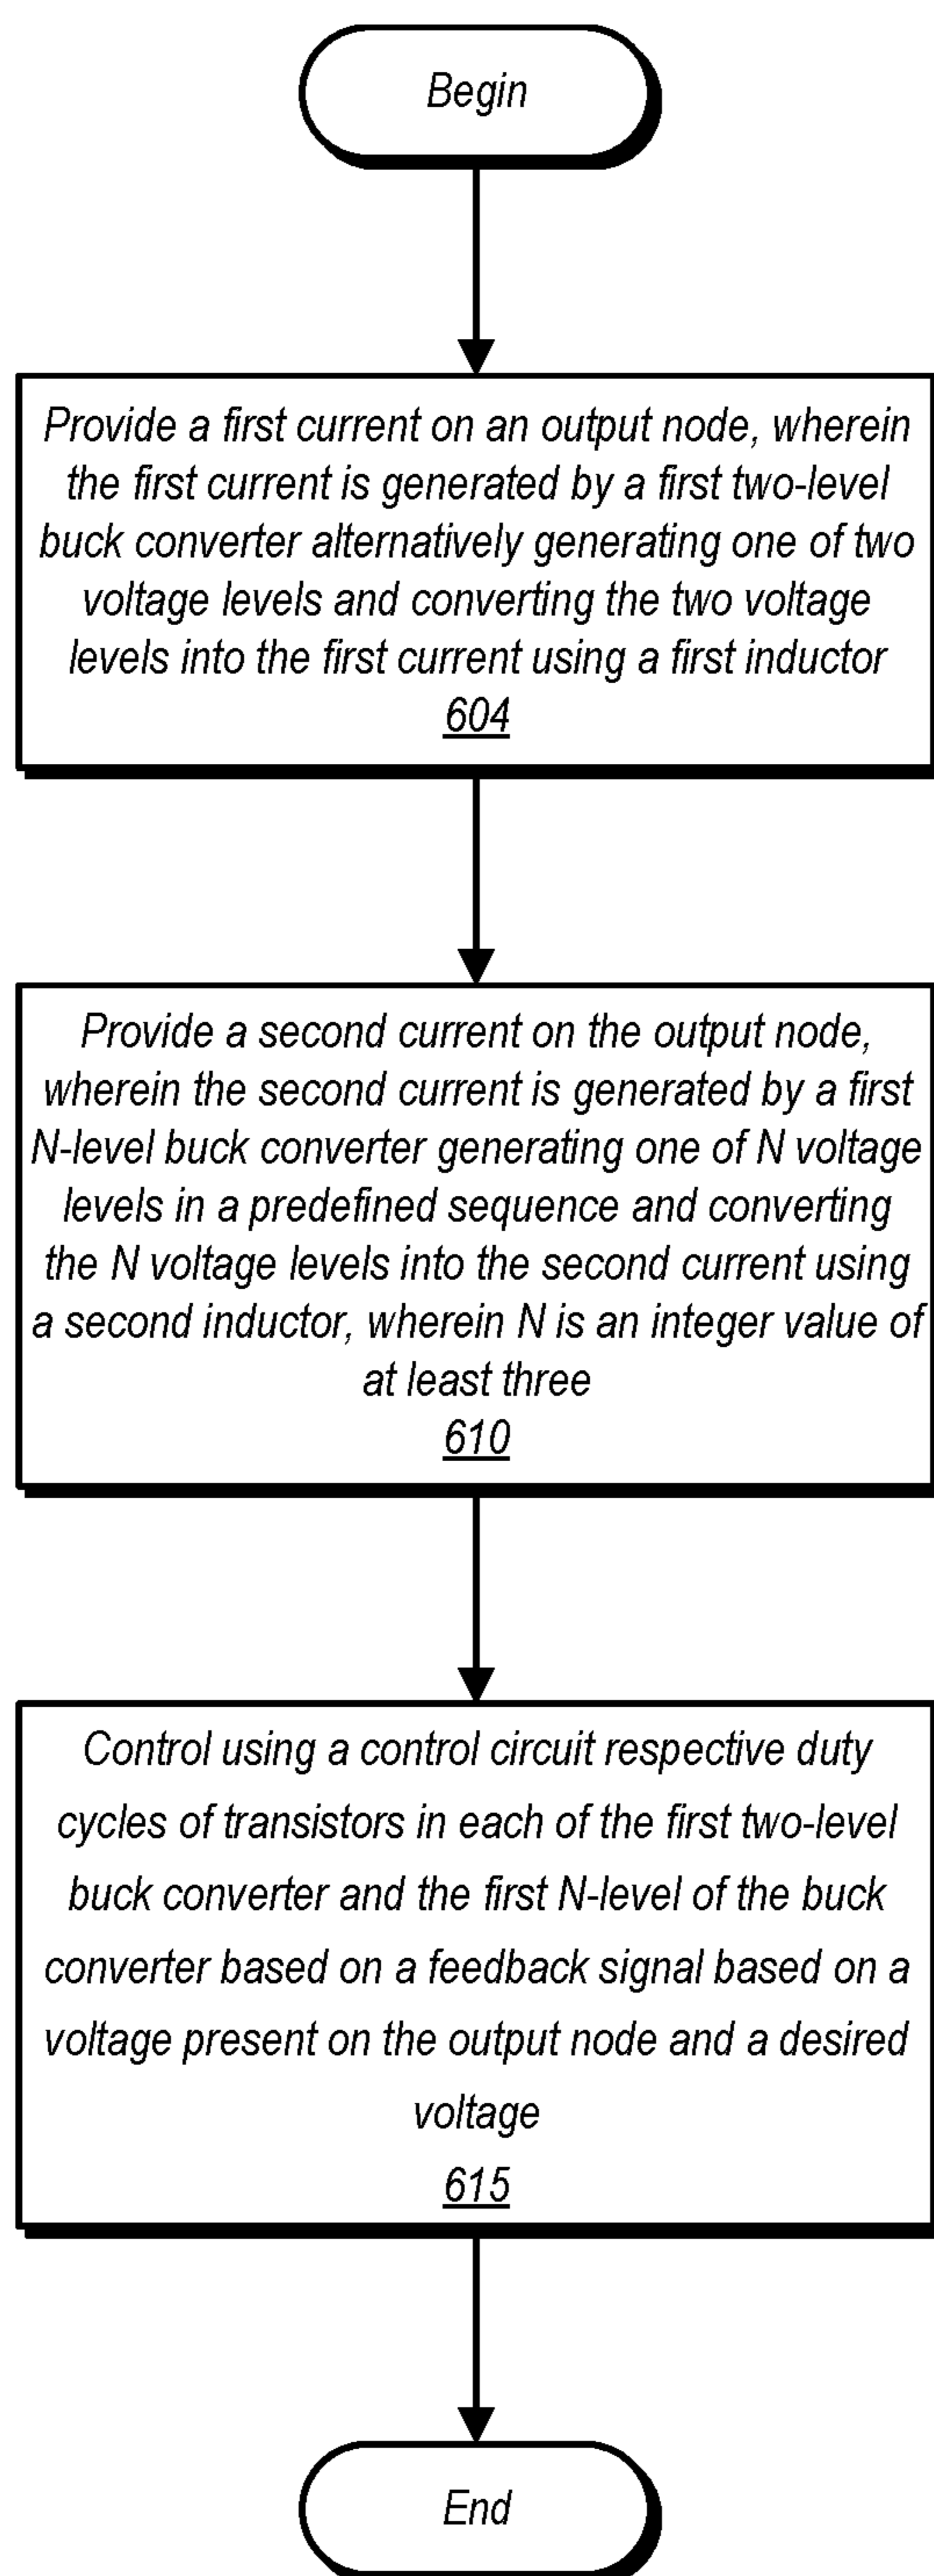 Begin
Provide a first current on an output node, wherein
the first current is generated by a first two-level
buck converter alternatively generating one of two
voltage levels and converting the two voltage
levels into the first current using a first inductor
604
Provide a second current on the output node,
wherein the second current is generated by a first
N-level buck converter generating one of N voltage
levels in a predefined sequence and converting
the N voltage levels into the second current using
a second inductor, wherein N is an integer value of
at least three
610
Control using a control circuit respective duty
cycles of transistors in each of the first two-level
buck converter and the first N-level of the buck
converter based on a feedback signal based on a
voltage present on the output node and a desired
voltage
615
End